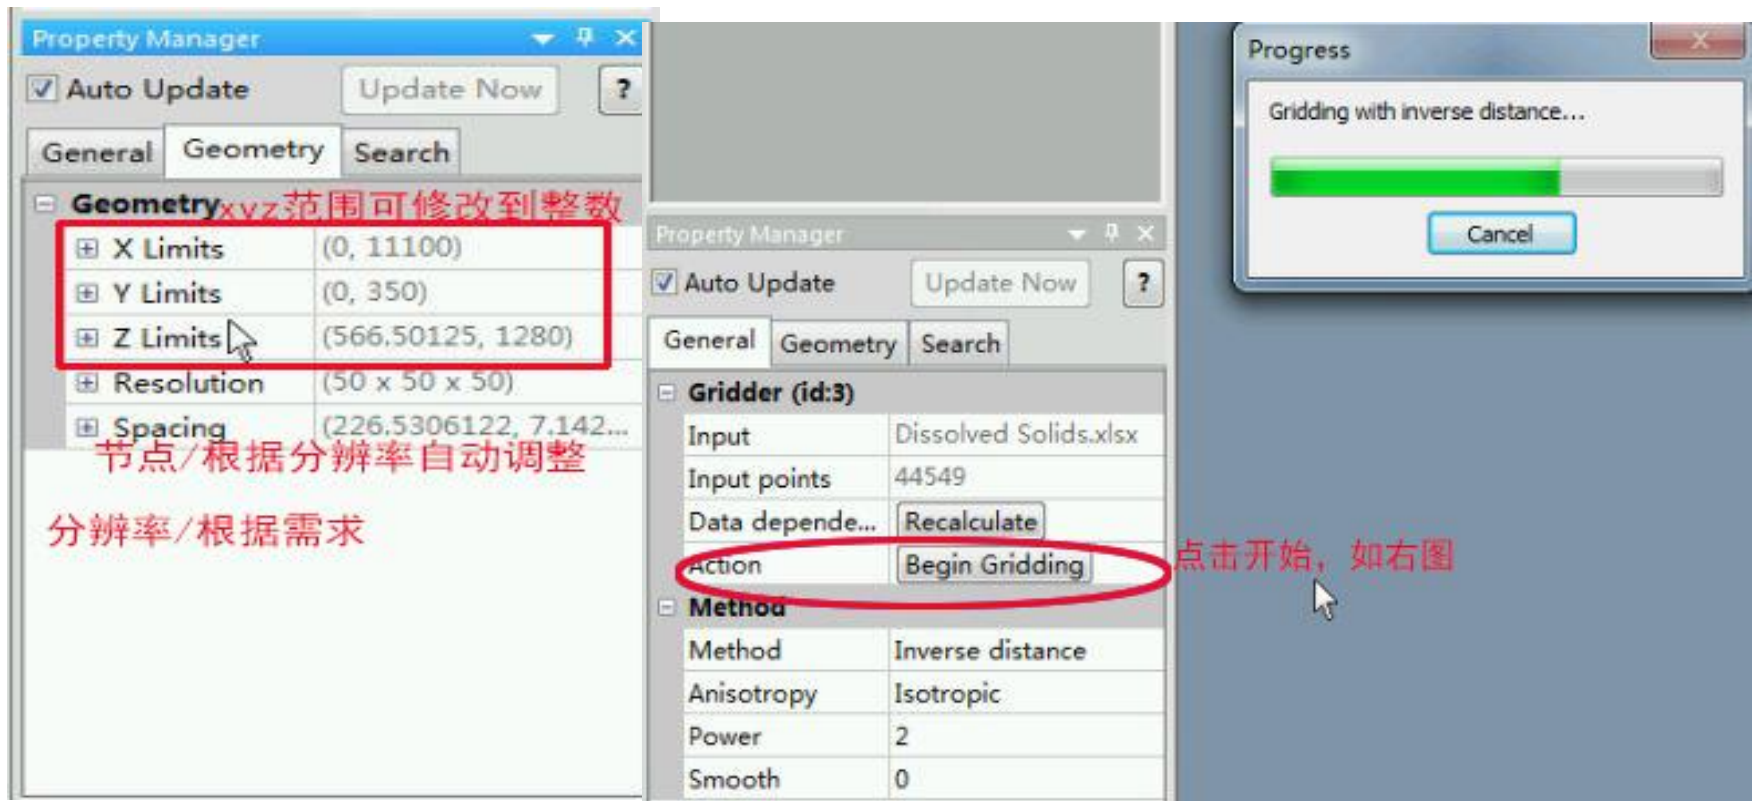 Property Manager
Auto Update Update Now ?
General Geometry Search
Geometry xyz范围可修改到整数
X Limits (0, 11100)
Y Limits (0, 350)
Z Limits (566.50125, 1280)
Resolution (50 x 50 x 50)
Spacing (226.5306122, 7.142...
节点/根据分辨率自动调整
分辨率/根据需求
Property Manager
Auto Update Update Now ?
General Geometry Search
Gridder (id:3)
Input Dissolved Solids.xlsx
Input points 44549
Data depende... Recalculate
Action Begin Gridding
点击开始，如右图
Method
Method Inverse distance
Anisotropy Isotropic
Power 2
Smooth 0
Progress
Gridding with inverse distance...
Cancel